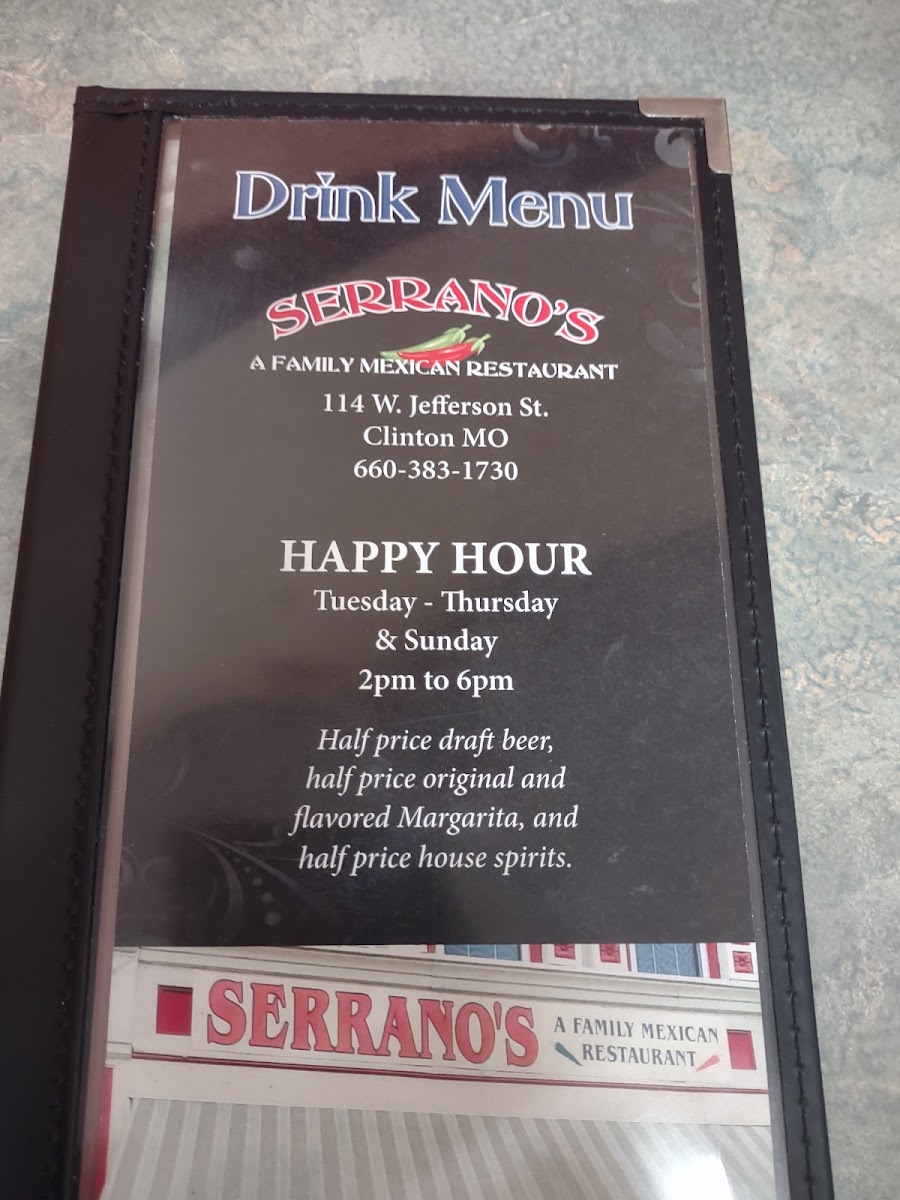 Drink Menu
SERRANO'S
A FAMILY MEXICAN RESTAURANT
114 W. Jefferson St.
Clinton MO
660-383-1730
HAPPY HOUR
Tuesday - Thursday
& Sunday
2pm to 6pm
Half price draft beer,
half price original and
flavored Margarita, and
half price house spirits.
SERRANO'S
A FAMILY MEXICAN
RESTAURANT